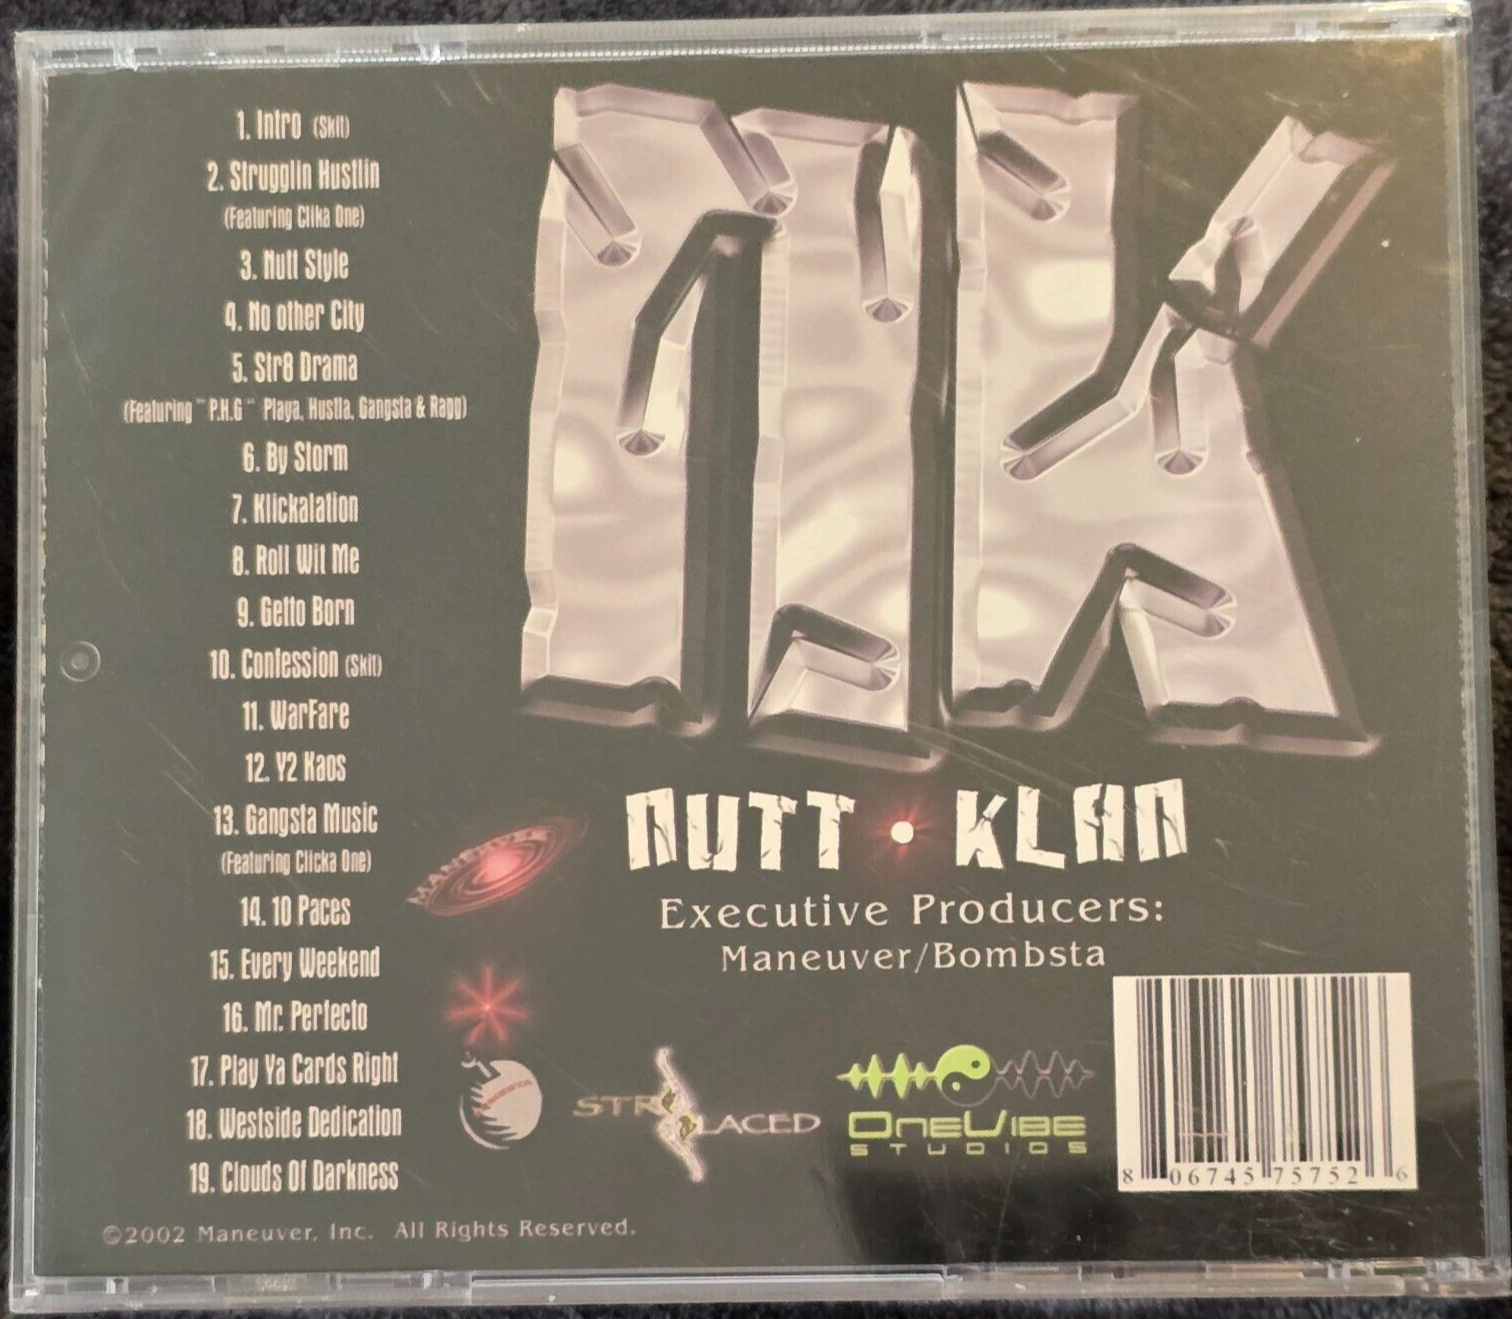 1. Intro (Skit)
2. Strugglin Hustlin
(Featuring Clika One)
3. Nutt Style
4. No other City
5. Str8 Drama
(Featuring " P.H.G " Playa, Hustla, Gangsta & Ragg)
6. By Storm
7. Klickalation
8. Roll Wit Me
9. Getto Born
10. Confession (Skit)
11. WarFare
12. Y2 Kaos
13. Gangsta Music
(Featuring Clicka One)
14. 10 Paces
15. Every Weekend
16. Mr. Perfecto
17. Play Ya Cards Right
18. Westside Dedication
19. Clouds Of Darkness
©2002 Maneuver, Inc. All Rights Reserved.
NK
NUTT • KLAN
Executive Producers:
Maneuver/Bombsta
MANEUVER
STR8 LACED
ONEVIBE
STUDIOS
8 06745 75752 6